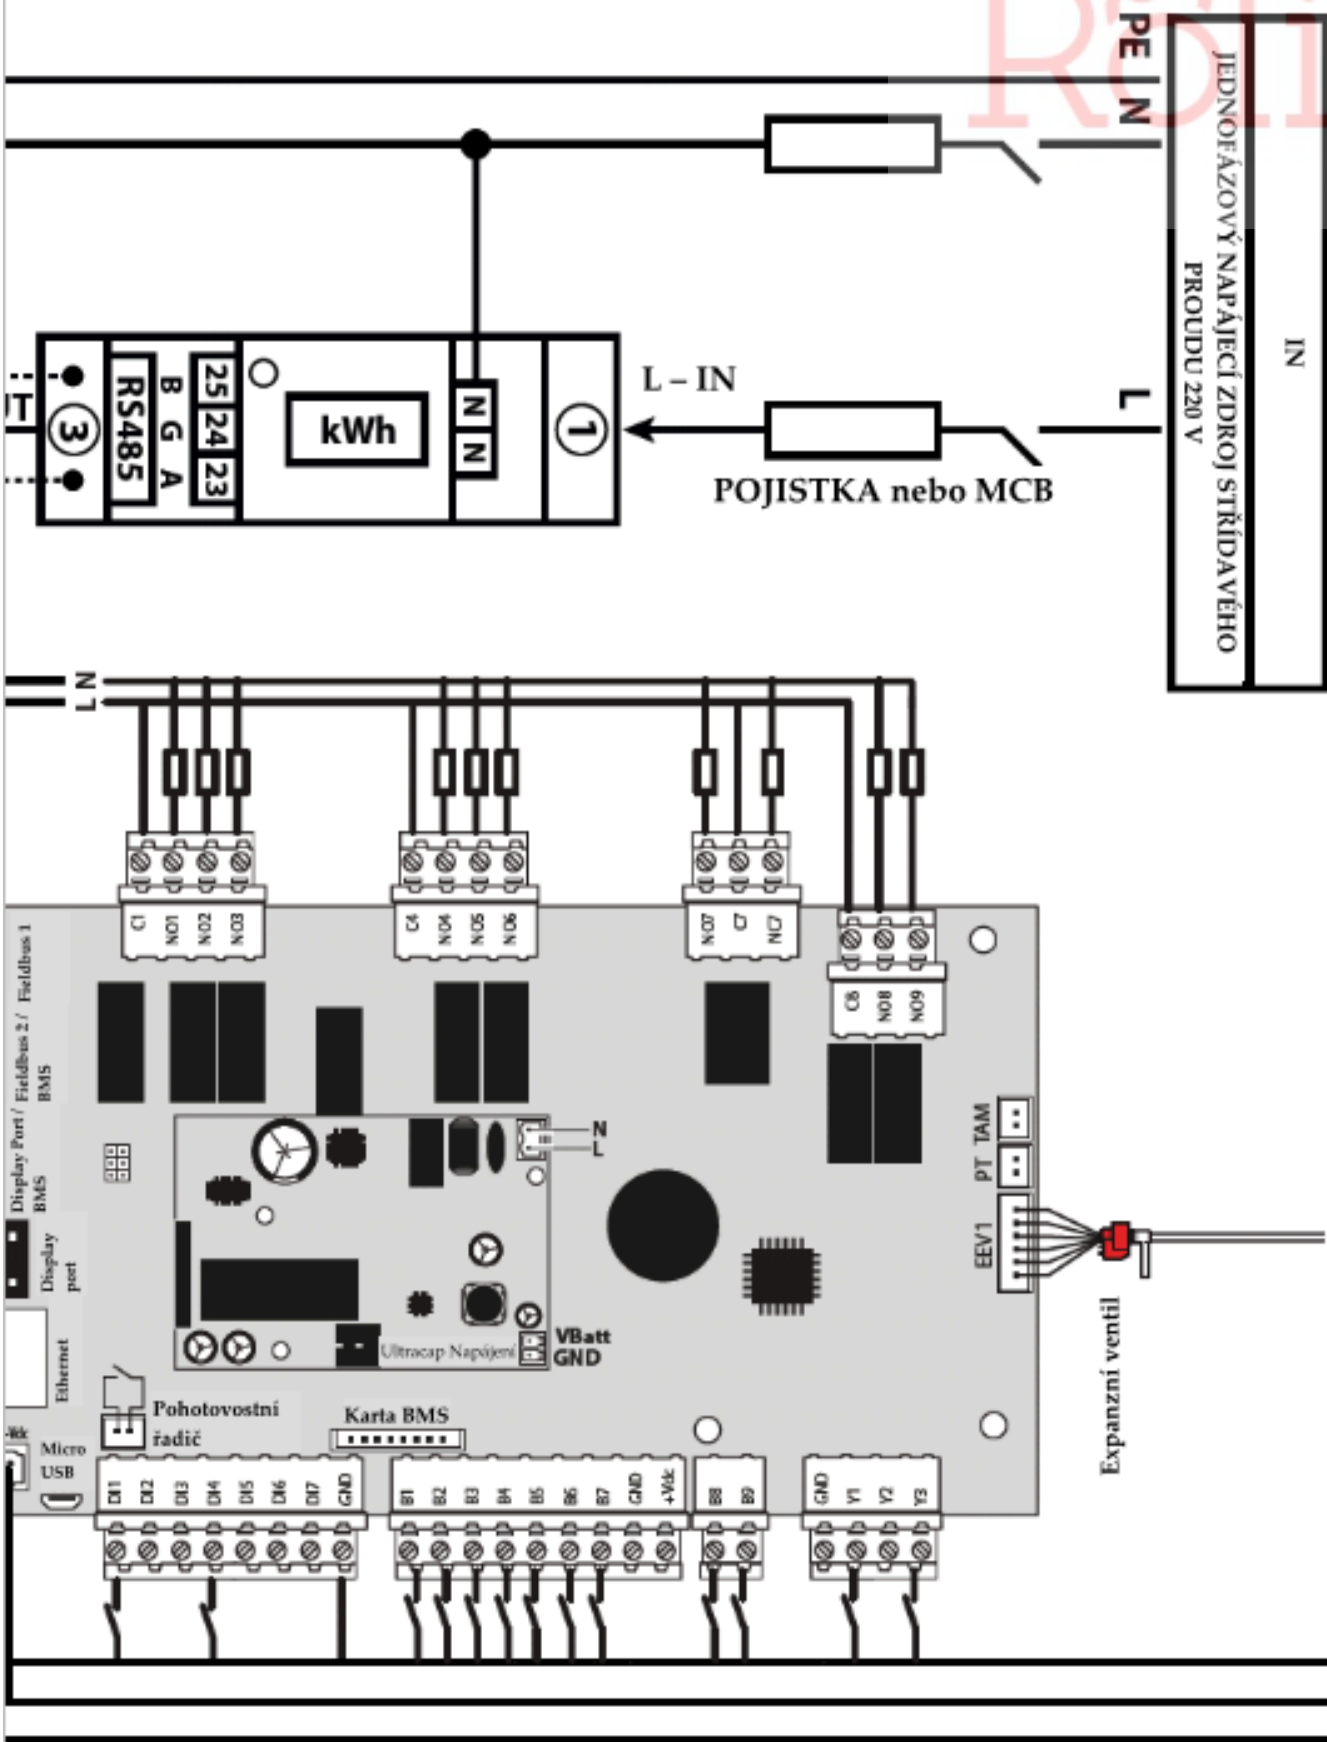 Röli
PE
N
L
IN
JEDNOFÁZOVÝ NAPÁJECÍ ZDROJ STŘÍDAVÉHO
PROUDU 220 V
L – IN
POJISTKA nebo MCB
UT
3
RS485
B G A
25 24 23
kWh
N N
1
N
L
C1 NO1 NO2 NO3
C4 NO4 NO5 NO6
NO7 C7 NC7
C8 NO8 NO9
Fieldbus 1
Fieldbus 2 /
BMS
Display Port /
BMS
Display
port
Ethernet
Micro
USB
N
L
TAM
PT
EEV1
Expanzní ventil
VBatt
GND
Ultracap Napájení
Pohotovostní
řadič
Karta BMS
DI1 DI2 DI3 DI4 DI5 DI6 DI7 GND
B1 B2 B3 B4 B5 B6 B7 GND +Vdc
B8 B9
GND Y1 Y2 Y3